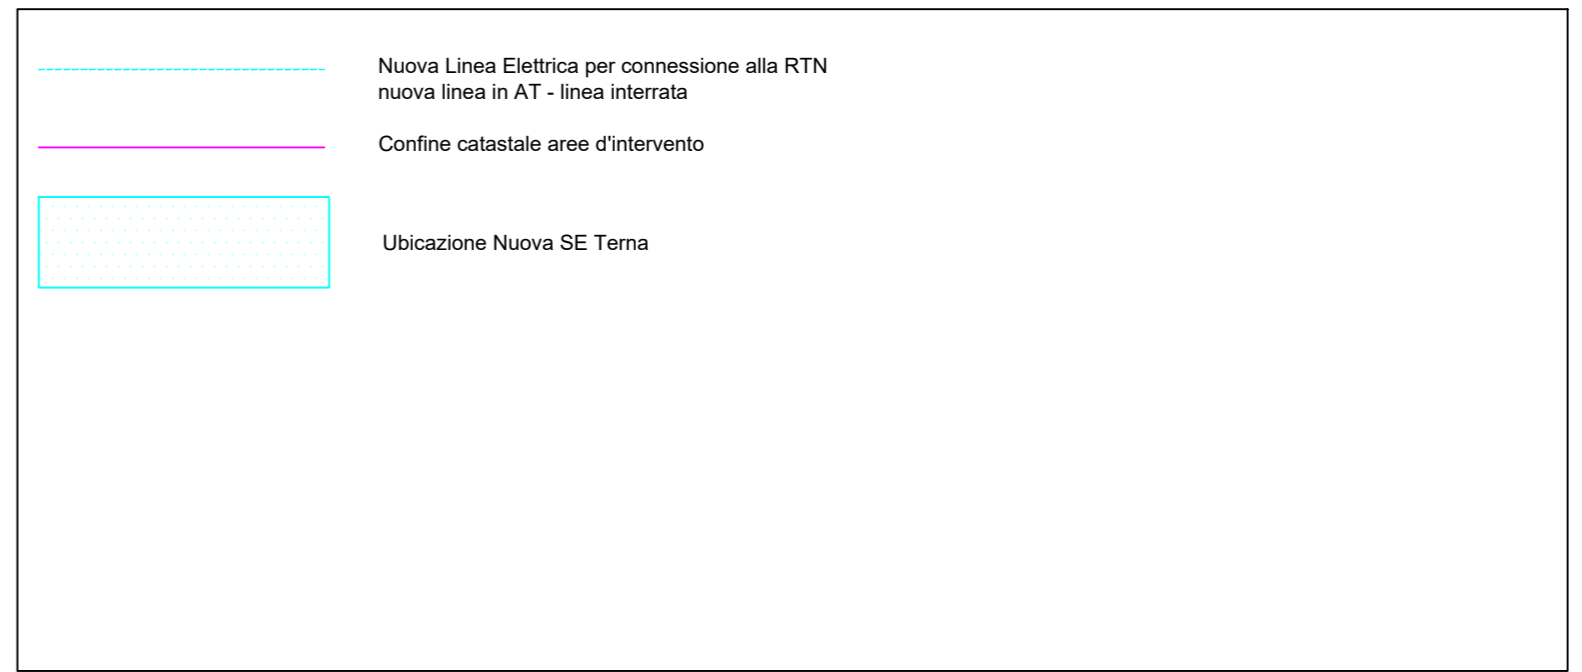 Nuova Linea Elettrica per connessione alla RTN
nuova linea in AT - linea interrata
Confine catastale aree d'intervento
Ubicazione Nuova SE Terna